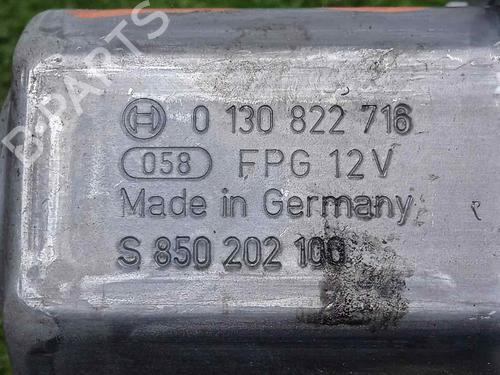 0 130 822 716
058 FPG 12V
Made in Germany
S 850 202 100
B-PARTS